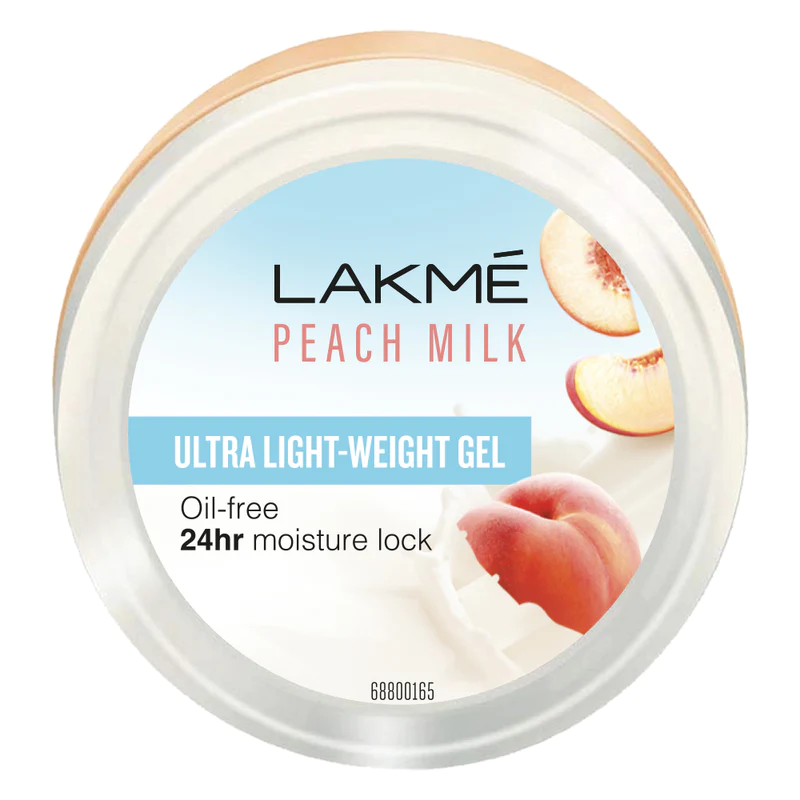 LAKMÉ
PEACH MILK
ULTRA LIGHT-WEIGHT GEL
Oil-free
24hr moisture lock
68800165